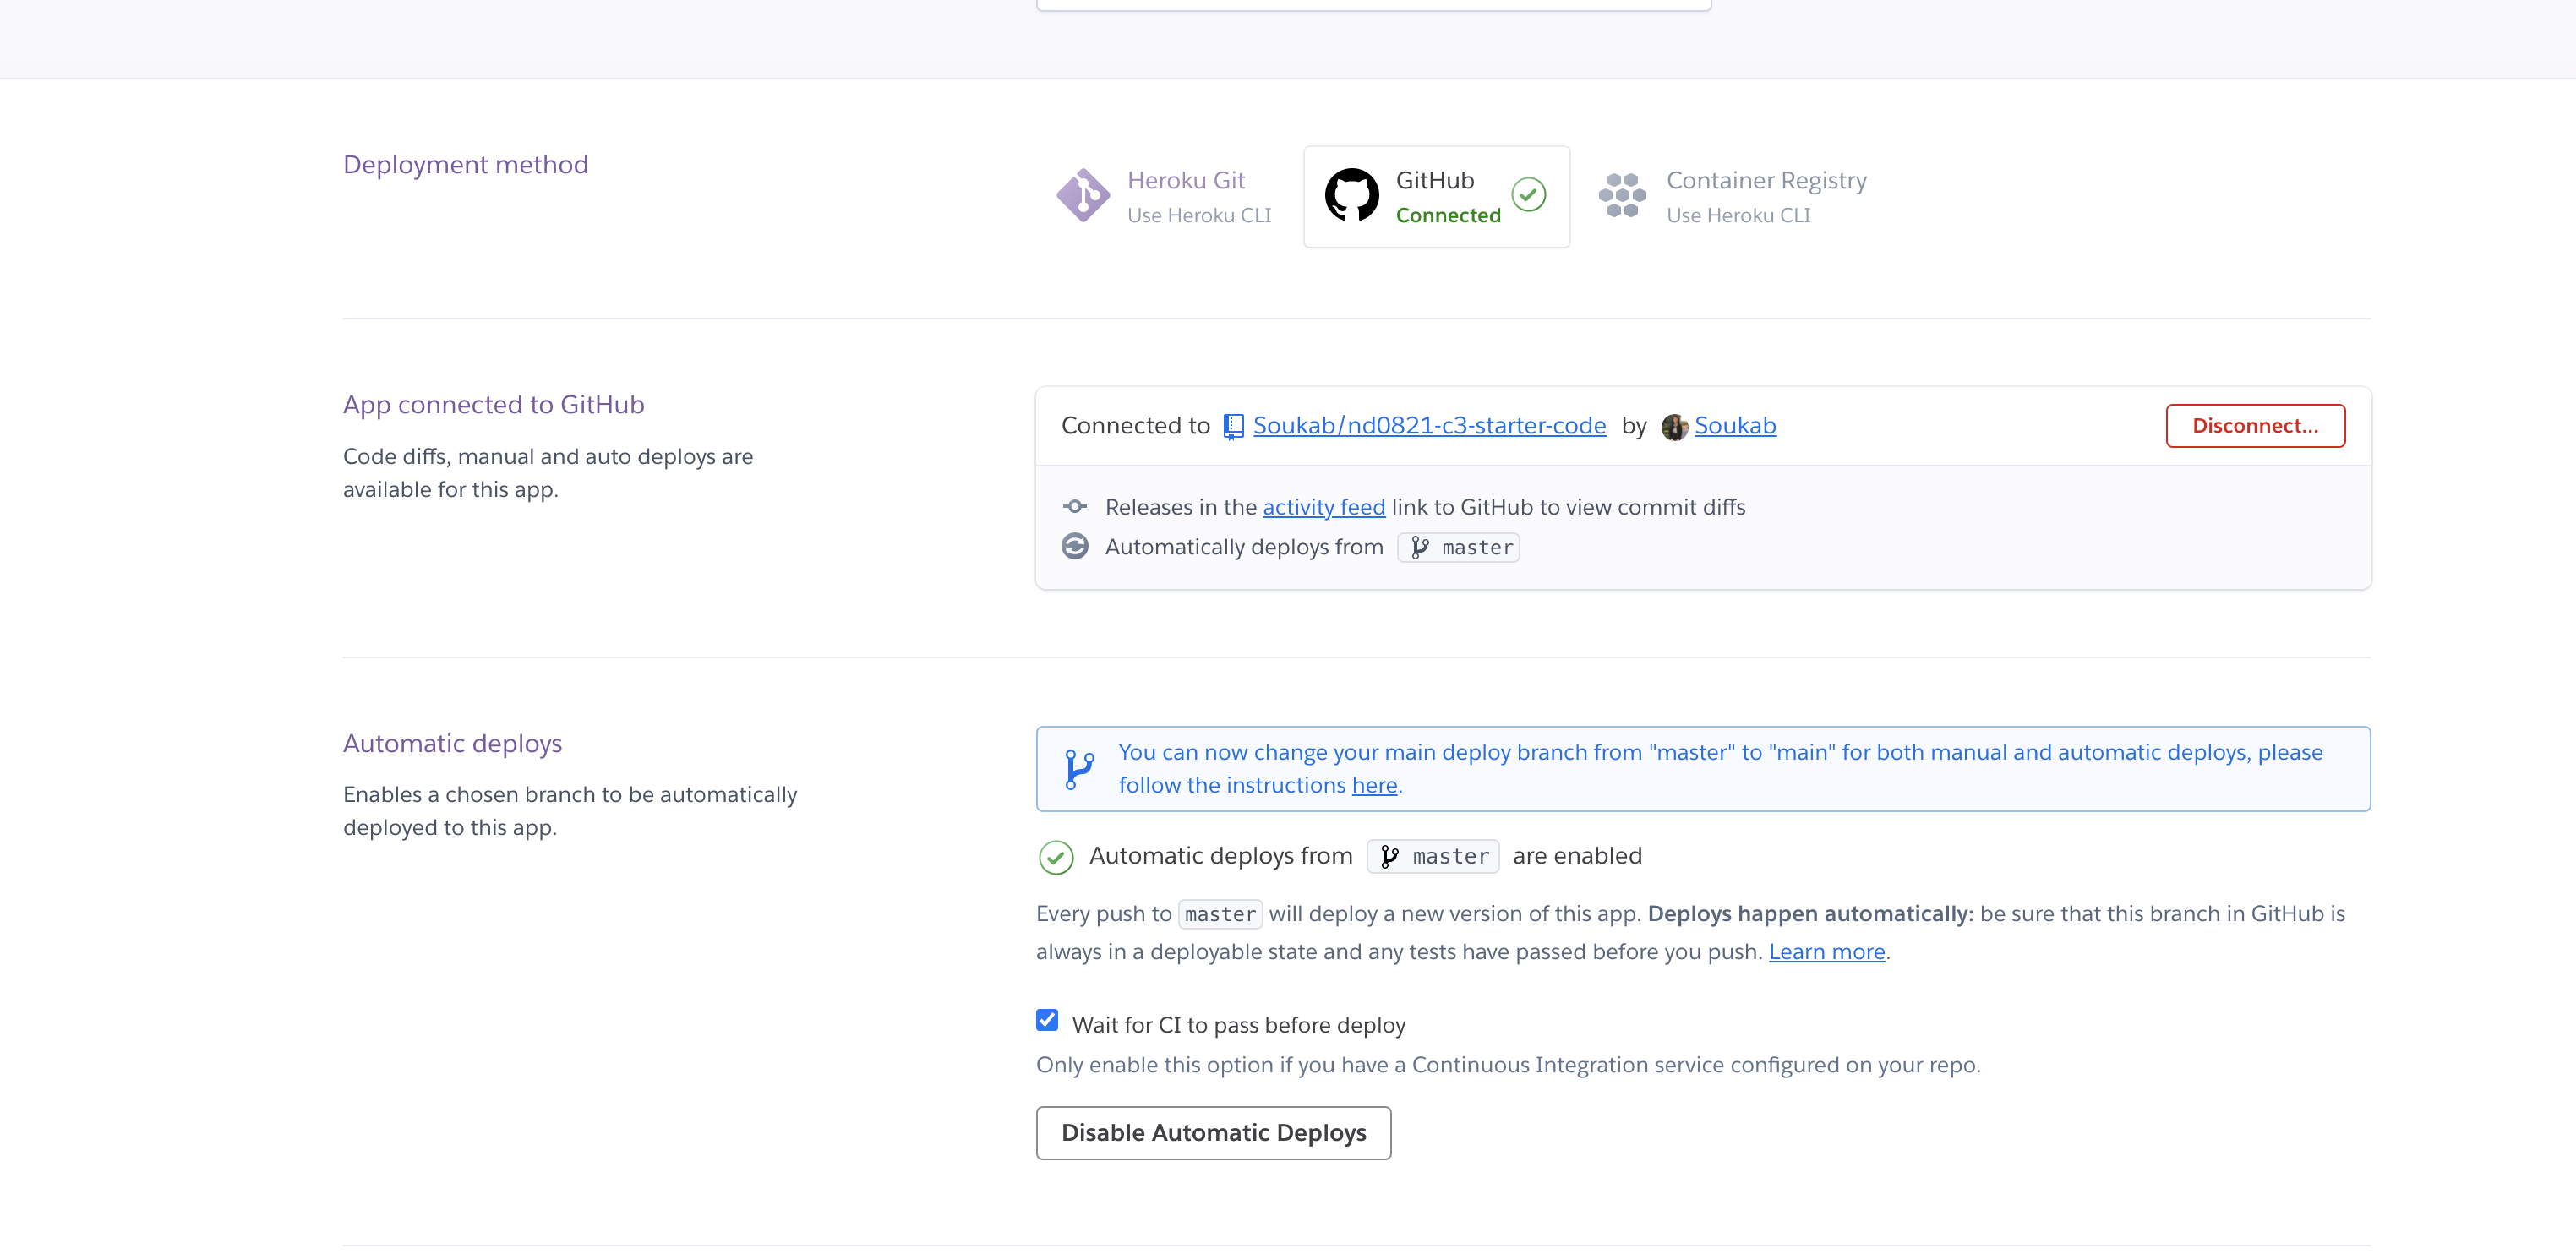 Deployment method
Heroku Git
Use Heroku CLI
GitHub
Connected
Container Registry
Use Heroku CLI
App connected to GitHub
Code diffs, manual and auto deploys are
available for this app.
Connected to Soukab/nd0821-c3-starter-code by Soukab
Disconnect...
Releases in the activity feed link to GitHub to view commit diffs
Automatically deploys from master
Automatic deploys
Enables a chosen branch to be automatically
deployed to this app.
You can now change your main deploy branch from "master" to "main" for both manual and automatic deploys, please
follow the instructions here.
Automatic deploys from master are enabled
Every push to master will deploy a new version of this app. Deploys happen automatically: be sure that this branch in GitHub is
always in a deployable state and any tests have passed before you push. Learn more.
Wait for CI to pass before deploy
Only enable this option if you have a Continuous Integration service configured on your repo.
Disable Automatic Deploys